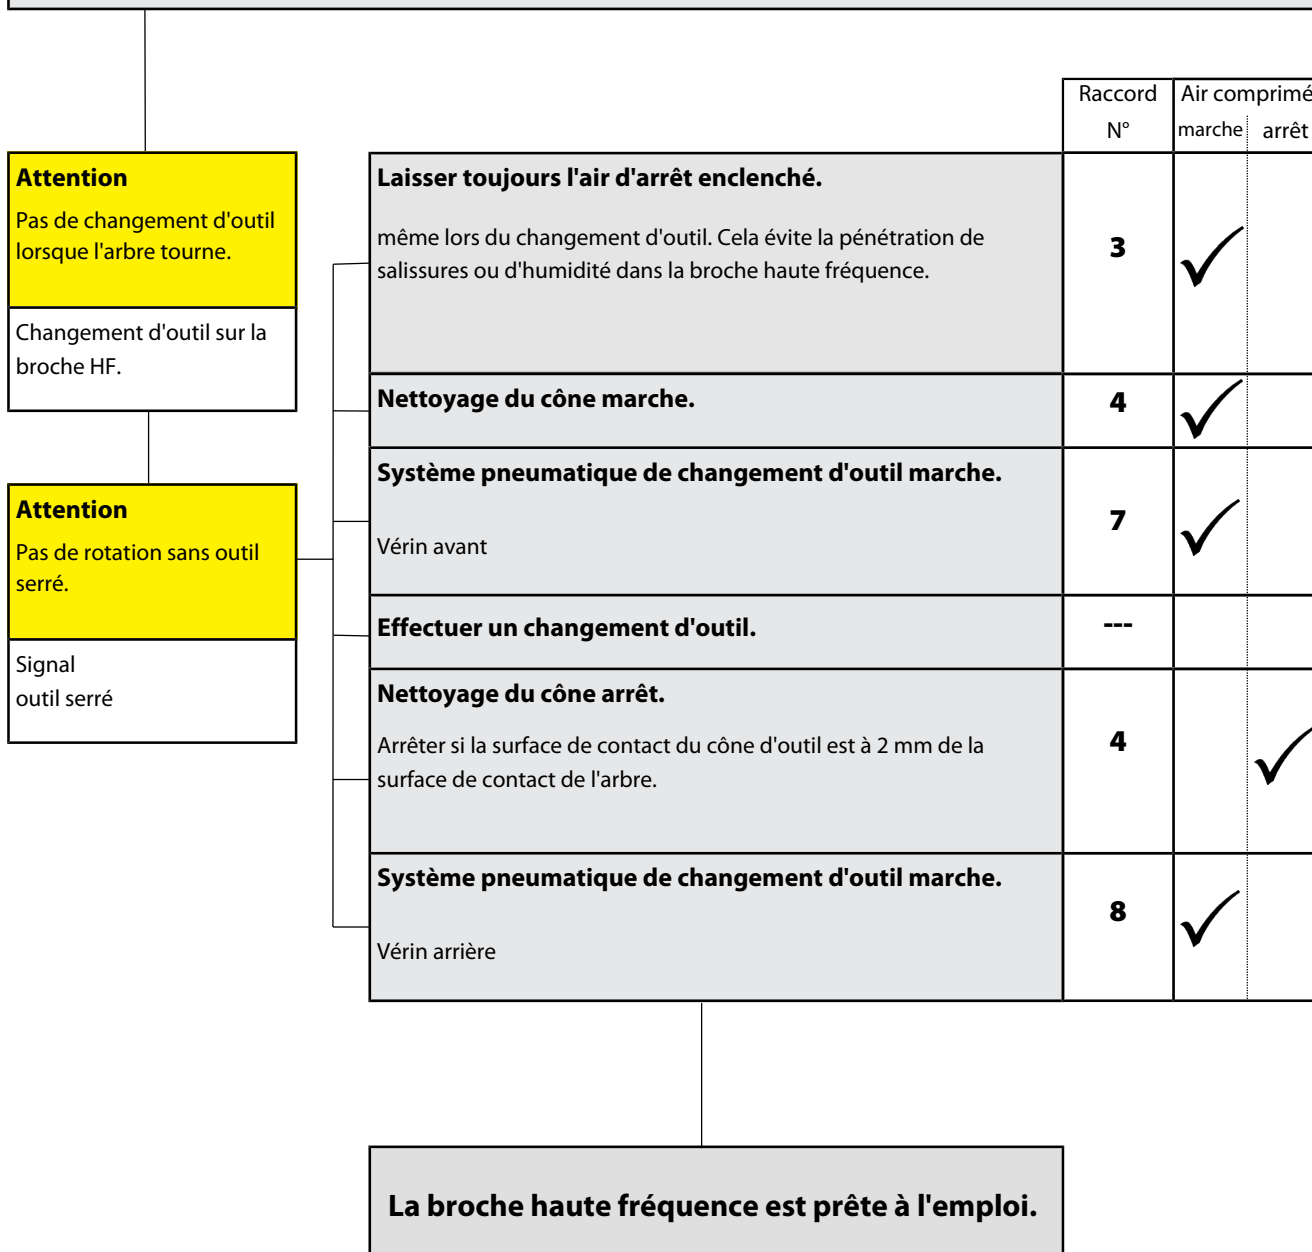 Raccord
N°
Air comprimé
marche
arrêt
Attention
Pas de changement d'outil
lorsque l'arbre tourne.
Changement d'outil sur la
broche HF.
Attention
Pas de rotation sans outil
serré.
Signal
outil serré
Laisser toujours l'air d'arrêt enclenché.
même lors du changement d'outil. Cela évite la pénétration de
salissures ou d'humidité dans la broche haute fréquence.
3
Nettoyage du cône marche.
4
Système pneumatique de changement d'outil marche.
Vérin avant
7
Effectuer un changement d'outil.
---
Nettoyage du cône arrêt.
Arrêter si la surface de contact du cône d'outil est à 2 mm de la
surface de contact de l'arbre.
4
Système pneumatique de changement d'outil marche.
Vérin arrière
8
La broche haute fréquence est prête à l'emploi.